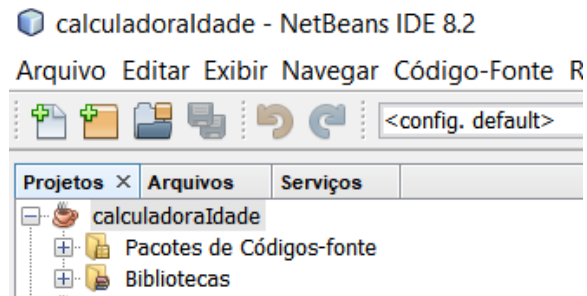 calculadoraIdade - NetBeans IDE 8.2
Arquivo Editar Exibir Navegar Código-Fonte R
<config. default>
Projetos × Arquivos Serviços
calculadoraIdade
Pacotes de Códigos-fonte
Bibliotecas